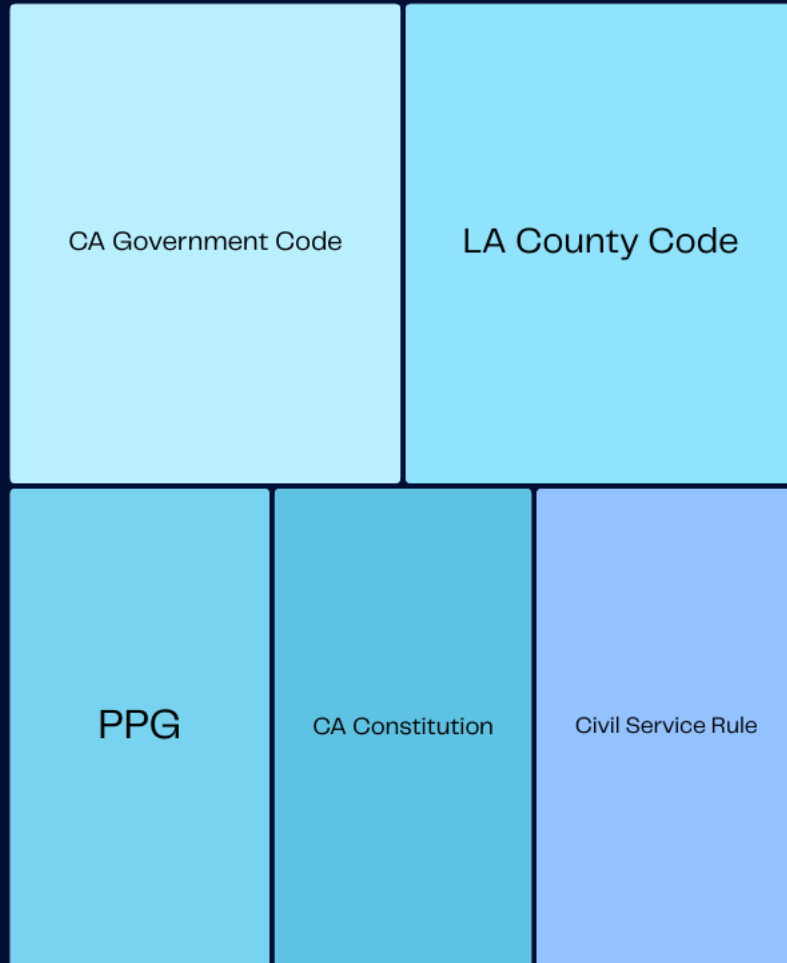 CA Government Code
LA County Code
PPG
CA Constitution
Civil Service Rule